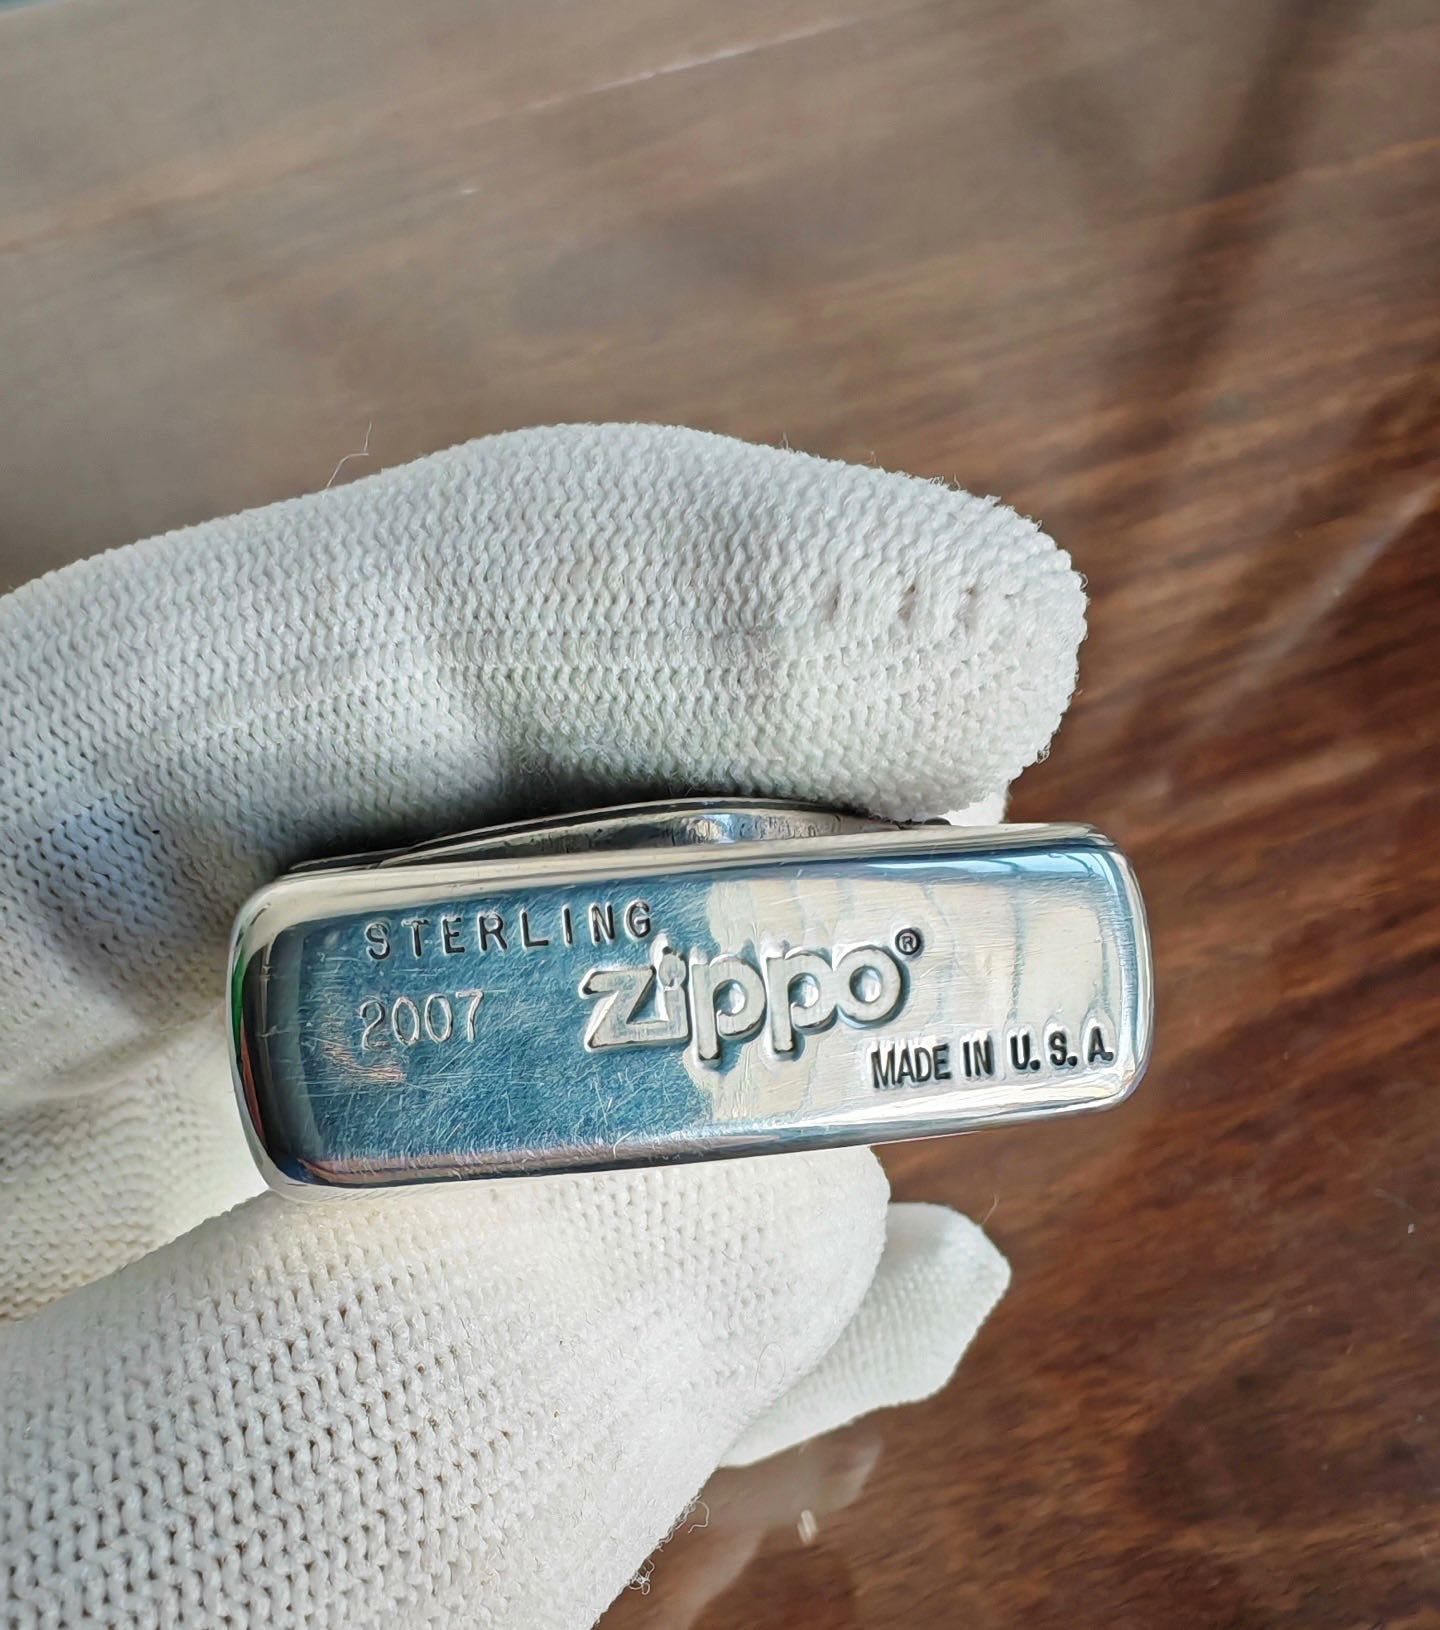 STERLING
2007
zippo®
MADE IN U.S.A.